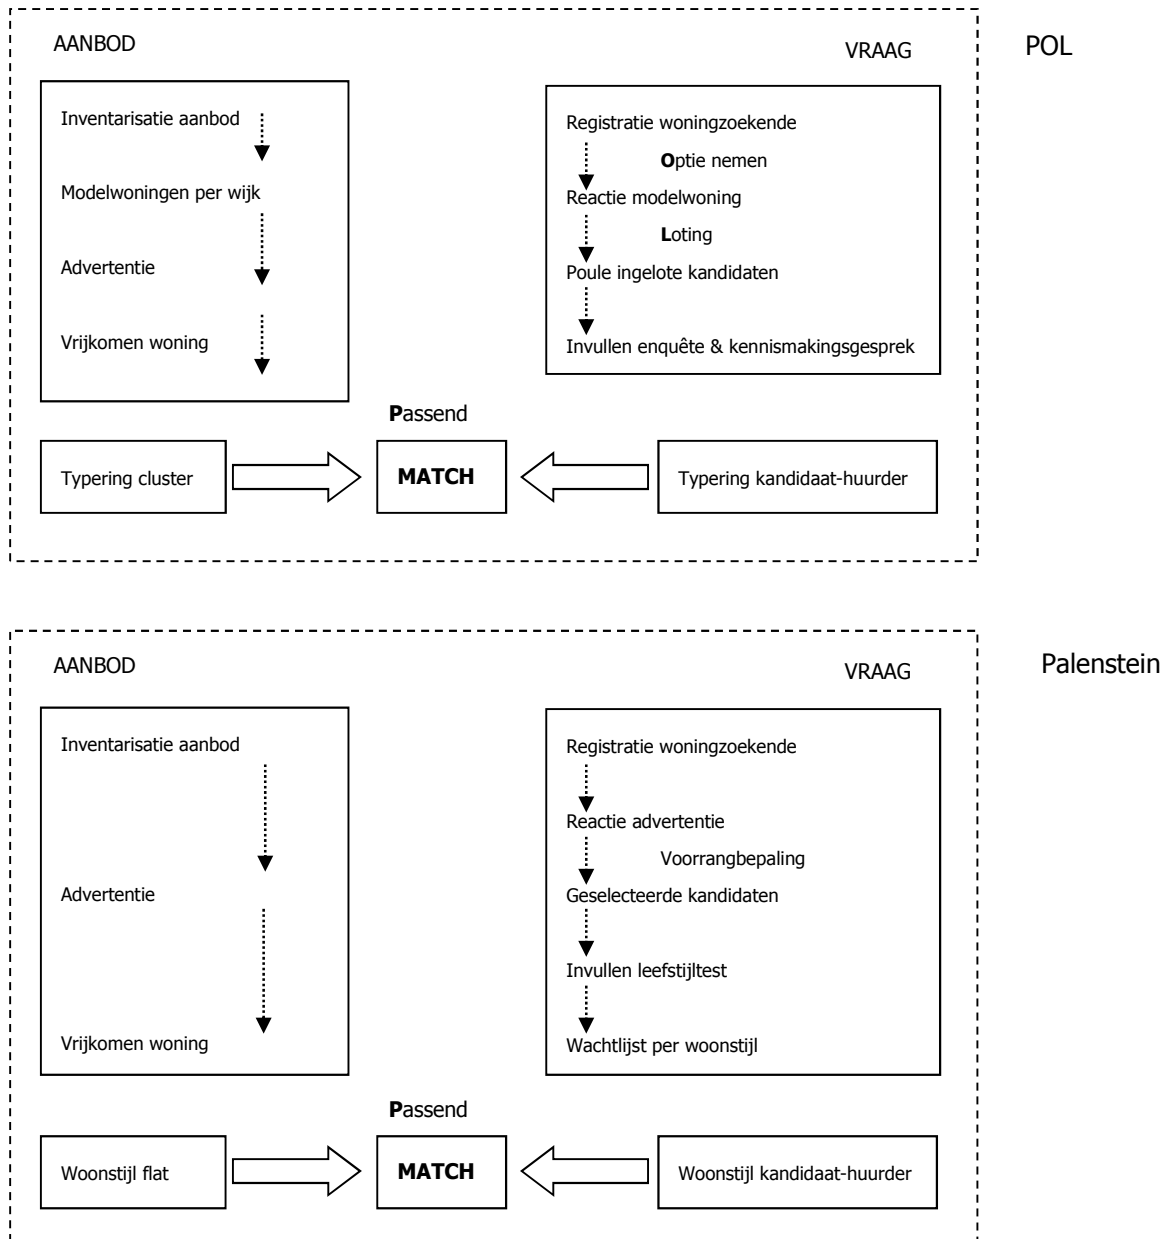 POL
AANBOD
VRAAG
Inventarisatie aanbod
Modelwoningen per wijk
Advertentie
Vrijkomen woning
Registratie woningzoekende
Optie nemen
Reactie modelwoning
Loting
Poule ingelote kandidaten
Invullen enquête & kennismakingsgesprek
Passend
Typering cluster
MATCH
Typering kandidaat-huurder
Palenstein
AANBOD
VRAAG
Inventarisatie aanbod
Advertentie
Vrijkomen woning
Registratie woningzoekende
Reactie advertentie
Voorrangbepaling
Geselecteerde kandidaten
Invullen leefstijltest
Wachtlijst per woonstijl
Passend
Woonstijl flat
MATCH
Woonstijl kandidaat-huurder